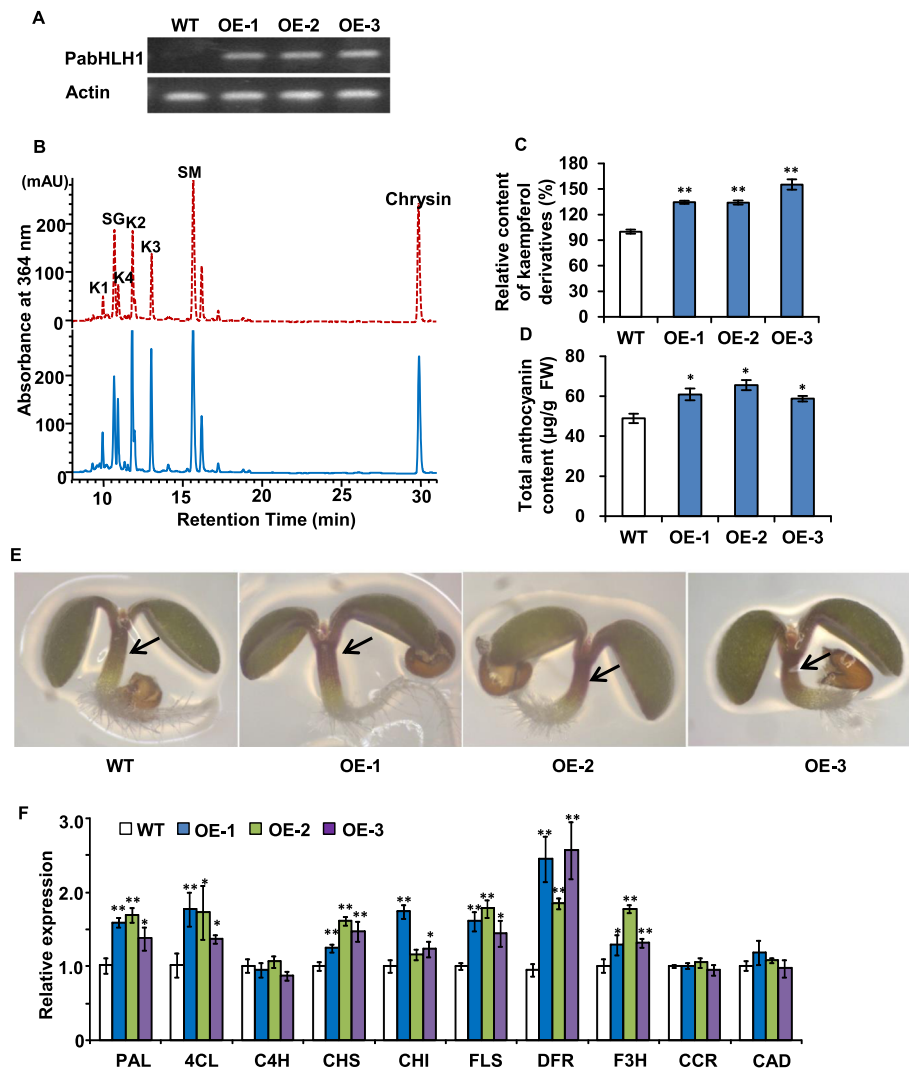 A
WT OE-1 OE-2 OE-3
PabHLH1
Actin
B
(mAU)
200
100
0
200
100
0
Absorbance at 364 nm
K1
SG
K4
K2
K3
SM
Chrysin
10 15 20 25 30
Retention Time (min)
C
Relative content
of kaempferol
derivatives (%)
180
150
120
90
60
30
0
** ** **
WT OE-1 OE-2 OE-3
D
Total anthocyanin
content (µg/g FW)
80
60
40
20
0
* * *
WT OE-1 OE-2 OE-3
E
WT OE-1 OE-2 OE-3
F
WT OE-1 OE-2 OE-3
Relative expression
3.0
2.0
1.0
0
** ** * ** * * ** ** ** * ** ** * ** ** ** * ** **
PAL 4CL C4H CHS CHI FLS DFR F3H CCR CAD